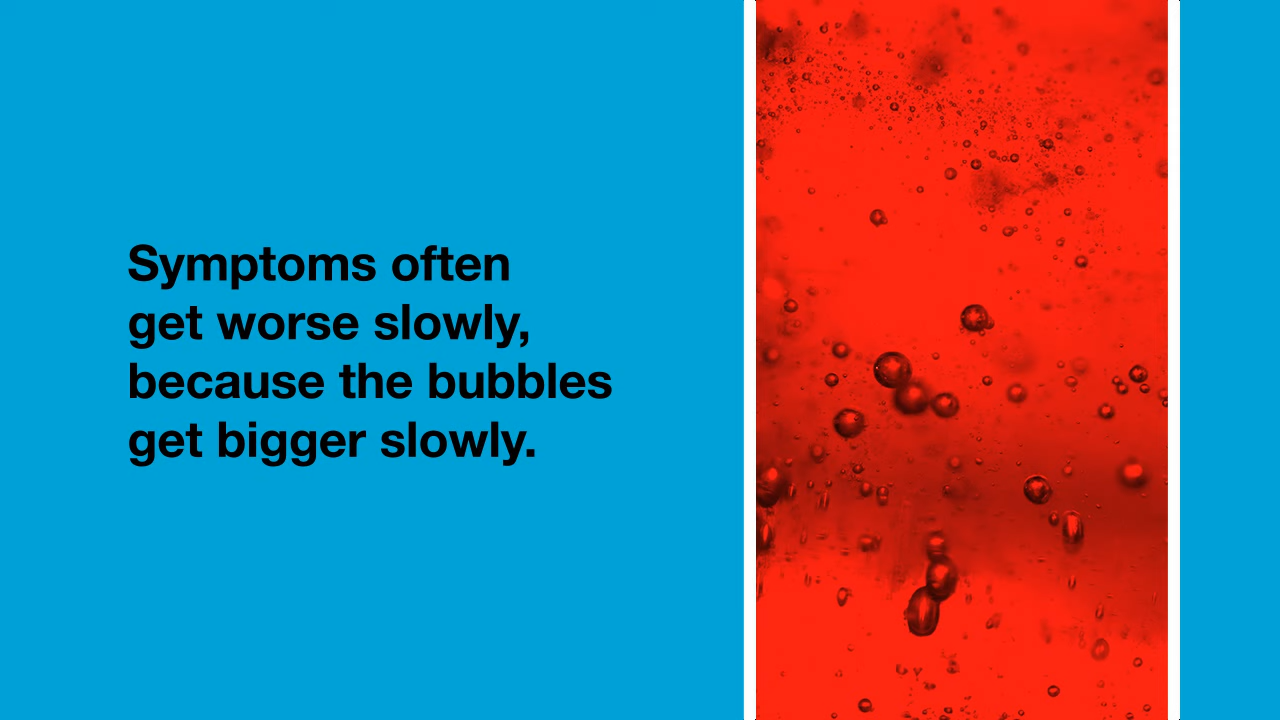 Symptoms often
get worse slowly,
because the bubbles
get bigger slowly.